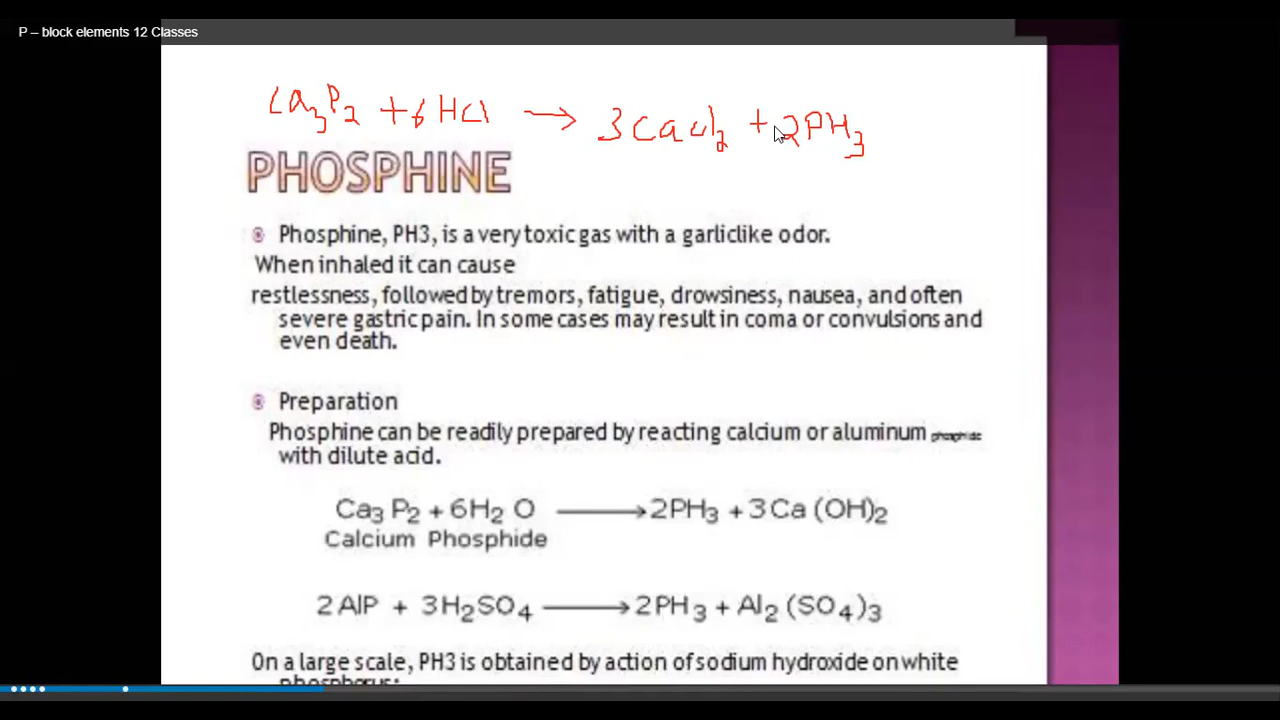 P – block elements 12 Classes
Ca3P2 + 6HCl → 3CaCl2 + 2PH3
PHOSPHINE
Phosphine, PH3, is a very toxic gas with a garliclike odor.
When inhaled it can cause
restlessness, followed by tremors, fatigue, drowsiness, nausea, and often
severe gastric pain. In some cases may result in coma or convulsions and
even death.
Preparation
Phosphine can be readily prepared by reacting calcium or aluminum phosphide
with dilute acid.
Ca3 P2 + 6H2 O → 2PH3 + 3Ca (OH)2
Calcium Phosphide
2 AlP + 3H2SO4 → 2PH3 + Al2 (SO4)3
On a large scale, PH3 is obtained by action of sodium hydroxide on white
phosphorus: